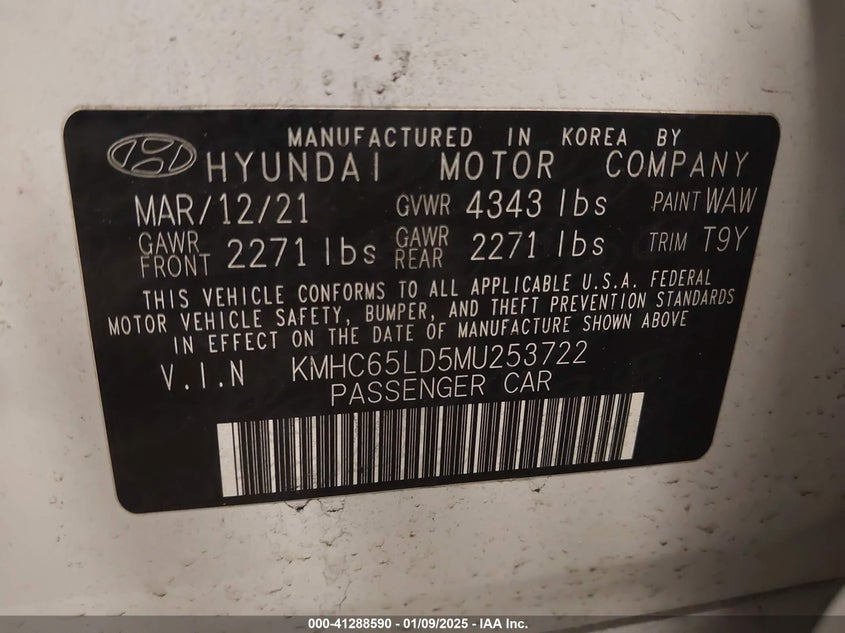 MANUFACTURED IN KOREA BY
HYUNDAI MOTOR COMPANY
MAR/12/21 GVWR 4343 lbs PAINT WAW
GAWR FRONT 2271 lbs GAWR REAR 2271 lbs TRIM T9Y
THIS VEHICLE CONFORMS TO ALL APPLICABLE U.S.A. FEDERAL
MOTOR VEHICLE SAFETY, BUMPER, AND THEFT PREVENTION STANDARDS
IN EFFECT ON THE DATE OF MANUFACTURE SHOWN ABOVE
V.I.N KMHC65LD5MU253722
PASSENGER CAR
000-41288590 - 01/09/2025 - IAA Inc.